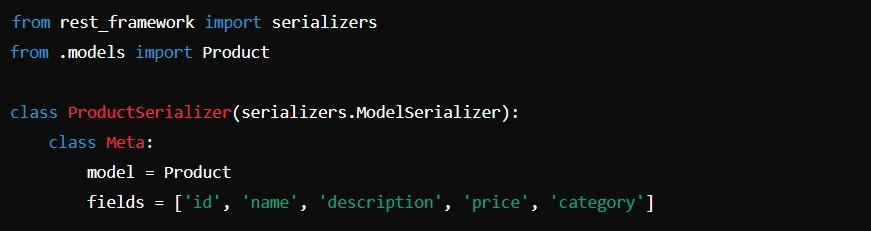 from rest_framework import serializers
from .models import Product
class ProductSerializer(serializers.ModelSerializer):
    class Meta:
        model = Product
        fields = ['id', 'name', 'description', 'price', 'category']